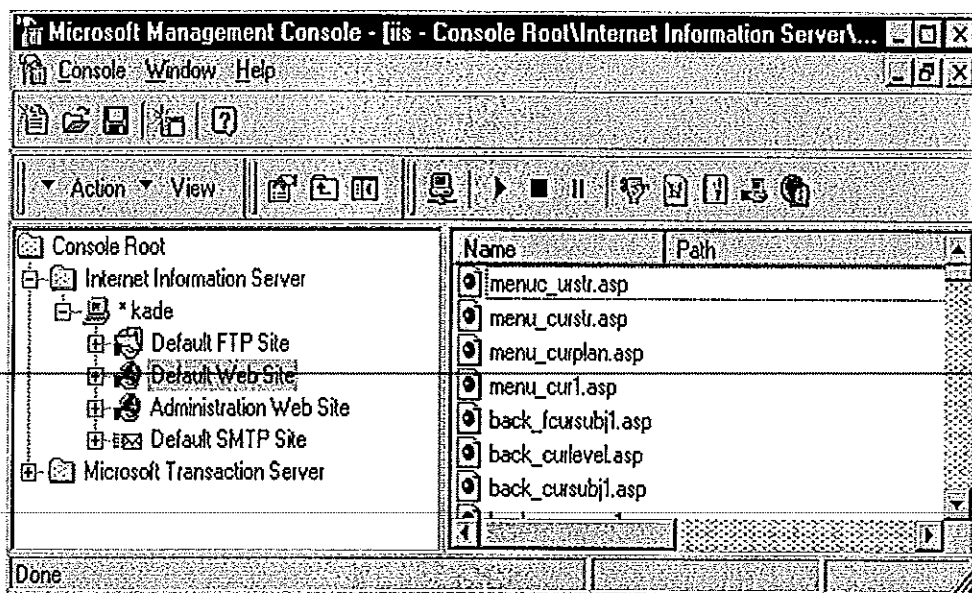 Microsoft Management Console - [iis - Console Root\Internet Information Server\...
Console Window Help
Action View
Console Root
Internet Information Server
* kade
Default FTP Site
Default Web Site
Administration Web Site
Default SMTP Site
Microsoft Transaction Server
Name Path
menuc_urstr.asp
menu_curstr.asp
menu_curplan.asp
menu_cur1.asp
back_fcursubj1.asp
back_curlevel.asp
back_cursubj1.asp
Done